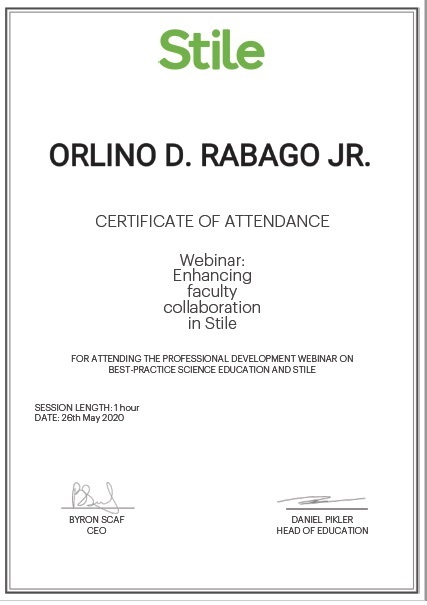 Stile
ORLINO D. RABAGO JR.
CERTIFICATE OF ATTENDANCE
Webinar:
Enhancing
faculty
collaboration
in Stile
FOR ATTENDING THE PROFESSIONAL DEVELOPMENT WEBINAR ON
BEST-PRACTICE SCIENCE EDUCATION AND STILE
SESSION LENGTH: 1 hour
DATE: 26th May 2020
BYRON SCAF
CEO
DANIEL PIKLER
HEAD OF EDUCATION